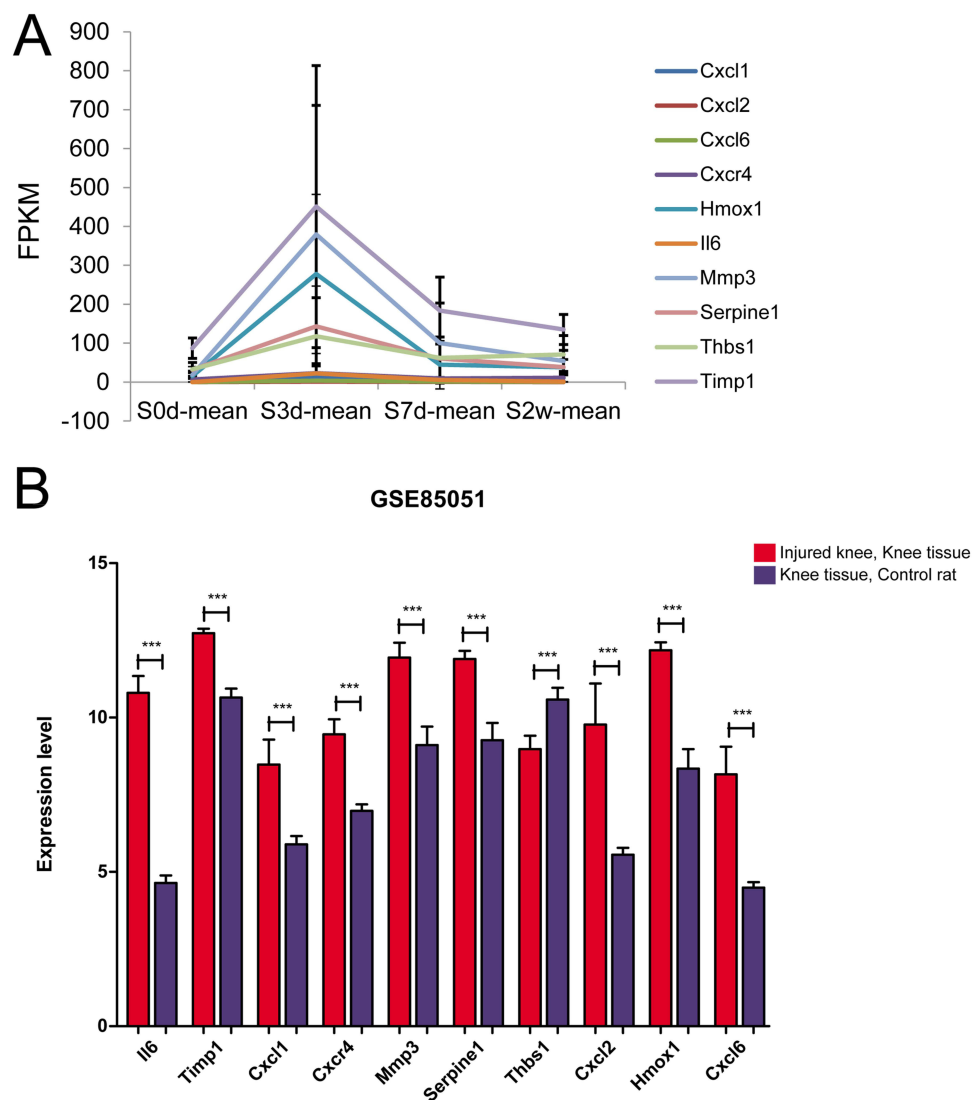 A
900
800
700
600
500
400
300
200
100
0
-100
FPKM
S0d-mean S3d-mean S7d-mean S2w-mean
Cxcl1
Cxcl2
Cxcl6
Cxcr4
Hmox1
Il6
Mmp3
Serpine1
Thbs1
Timp1
B
GSE85051
Injured knee, Knee tissue
Knee tissue, Control rat
Expression level
15
10
5
0
***
***
***
***
***
***
***
***
***
***
Il6
Timp1
Cxcl1
Cxcr4
Mmp3
Serpine1
Thbs1
Cxcl2
Hmox1
Cxcl6